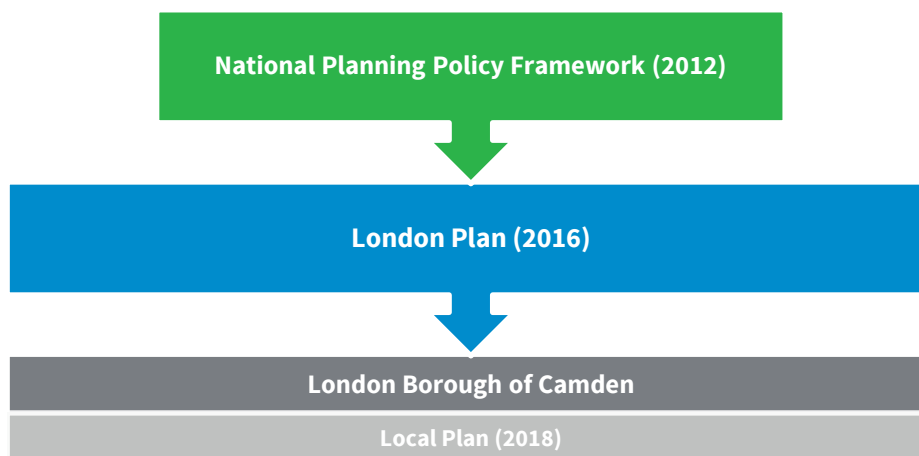 National Planning Policy Framework (2012)
London Plan (2016)
London Borough of Camden
Local Plan (2018)